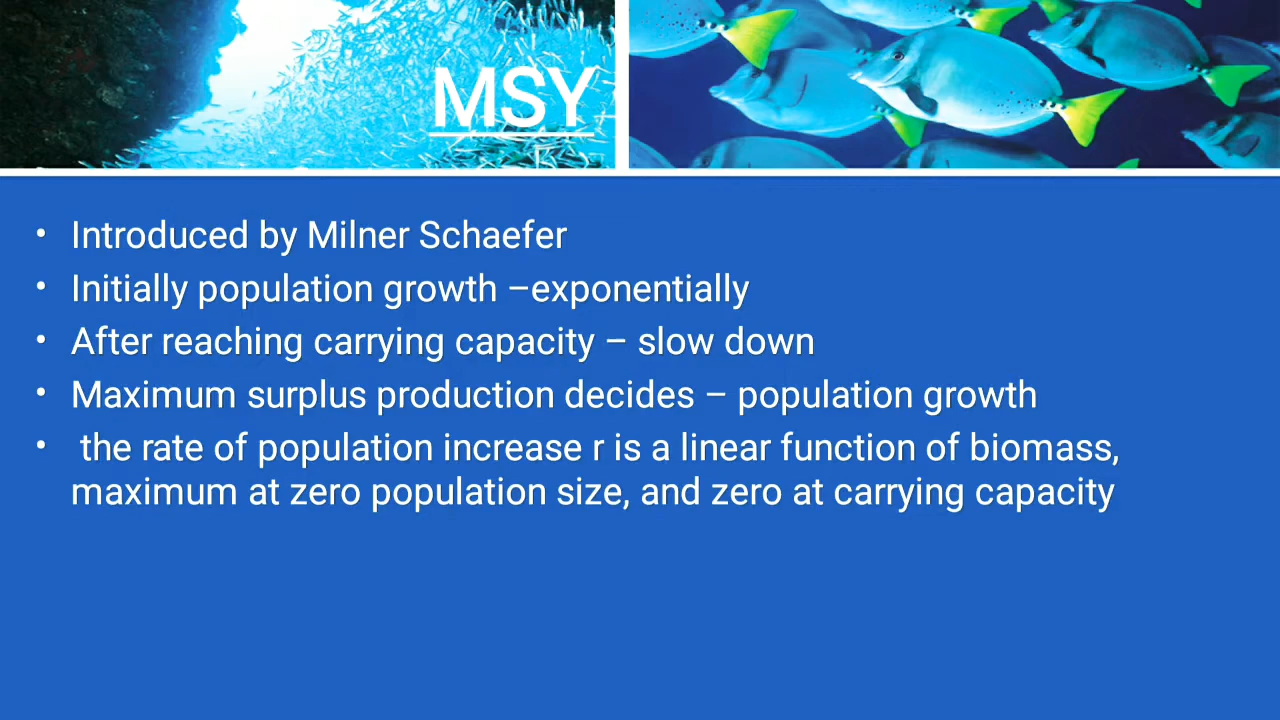 MSY
• Introduced by Milner Schaefer
• Initially population growth –exponentially
• After reaching carrying capacity – slow down
• Maximum surplus production decides – population growth
• the rate of population increase r is a linear function of biomass,
maximum at zero population size, and zero at carrying capacity